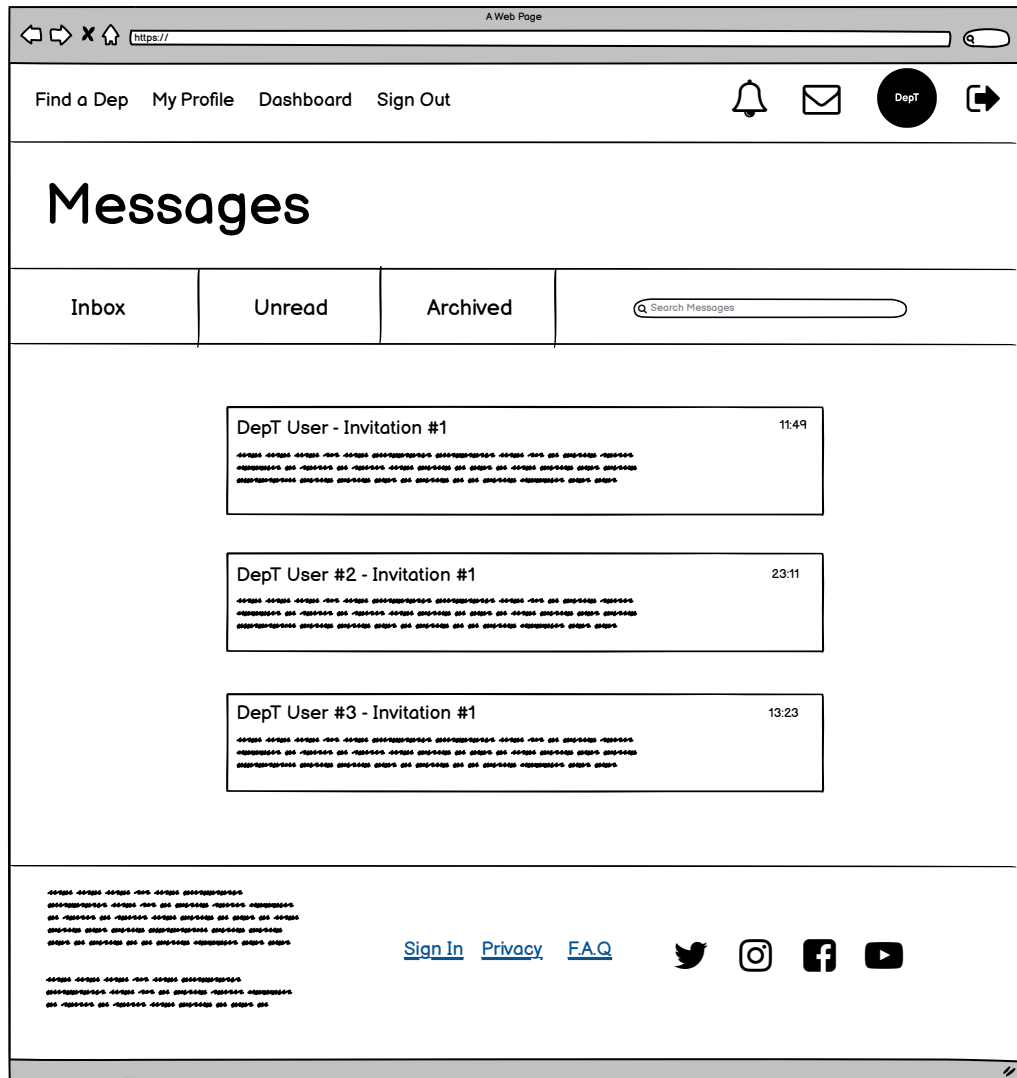 A Web Page
https://
Find a Dep My Profile Dashboard Sign Out
DepT
Messages
Inbox Unread Archived
Search Messages
DepT User - Invitation #1 11:49
DepT User #2 - Invitation #1 23:11
DepT User #3 - Invitation #1 13:23
Sign In Privacy F.A.Q